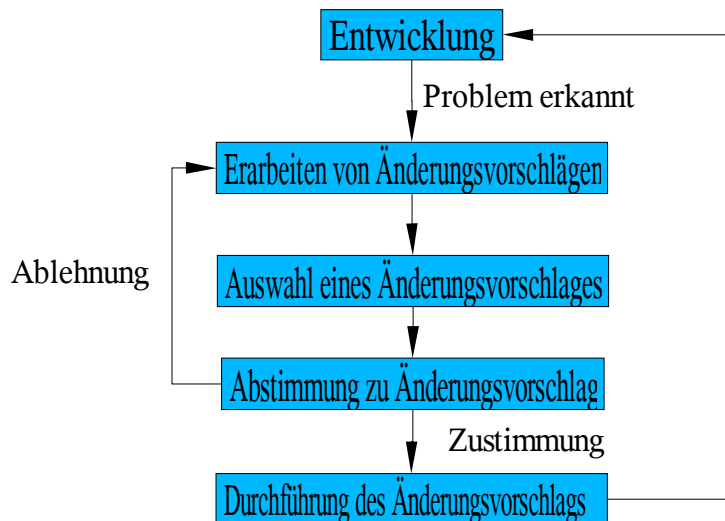 Entwicklung
Problem erkannt
Erarbeiten von Änderungsvorschlägen
Ablehnung
Auswahl eines Änderungsvorschlages
Abstimmung zu Änderungsvorschlag
Zustimmung
Durchführung des Änderungsvorschlags